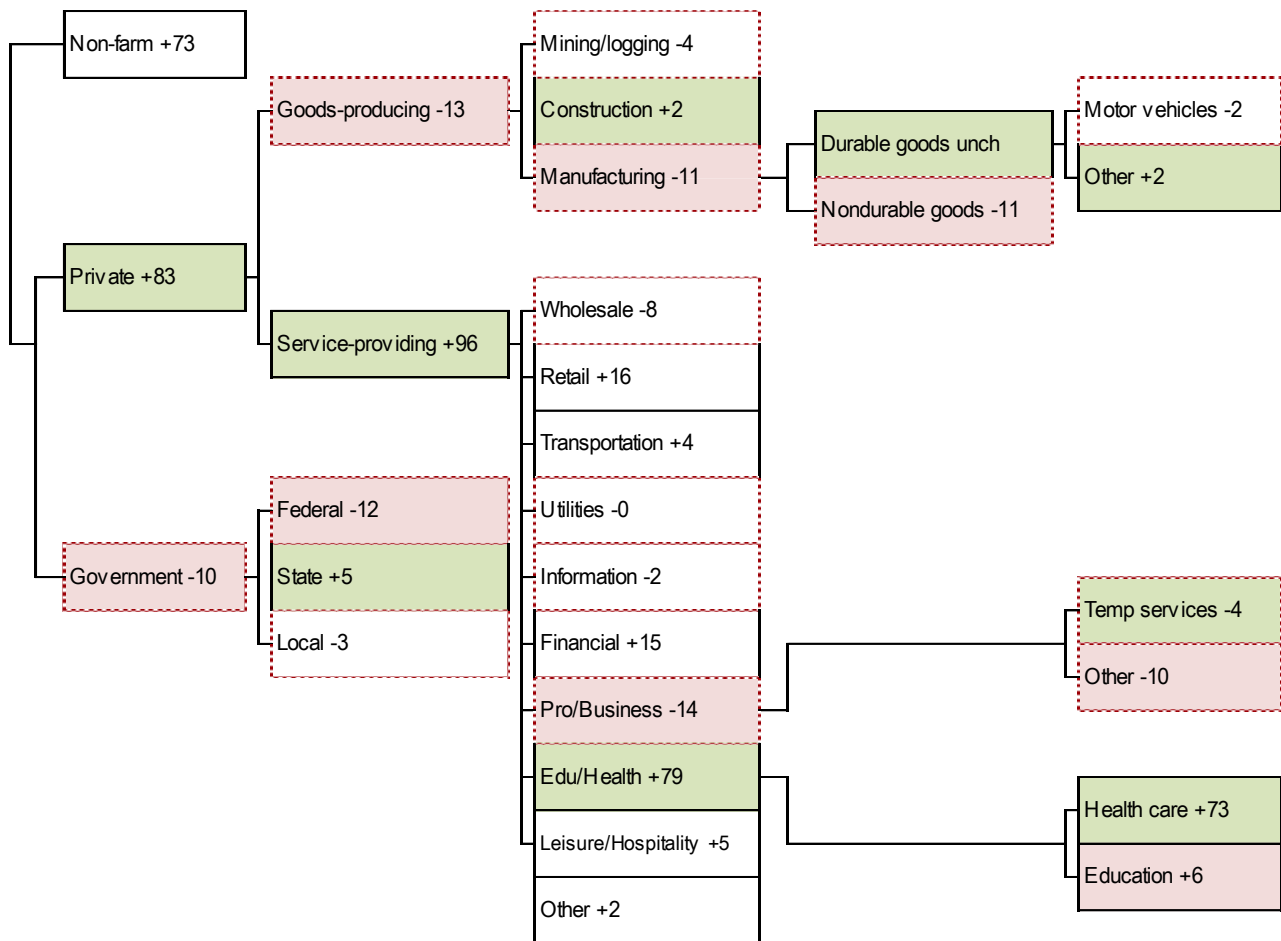 Non-farm +73
Private +83
Government -10
Goods-producing -13
Service-providing +96
Federal -12
State +5
Local -3
Mining/logging -4
Construction +2
Manufacturing -11
Wholesale -8
Retail +16
Transportation +4
Utilities -0
Information -2
Financial +15
Pro/Business -14
Edu/Health +79
Leisure/Hospitality +5
Other +2
Durable goods unch
Nondurable goods -11
Motor vehicles -2
Other +2
Temp services -4
Other -10
Health care +73
Education +6